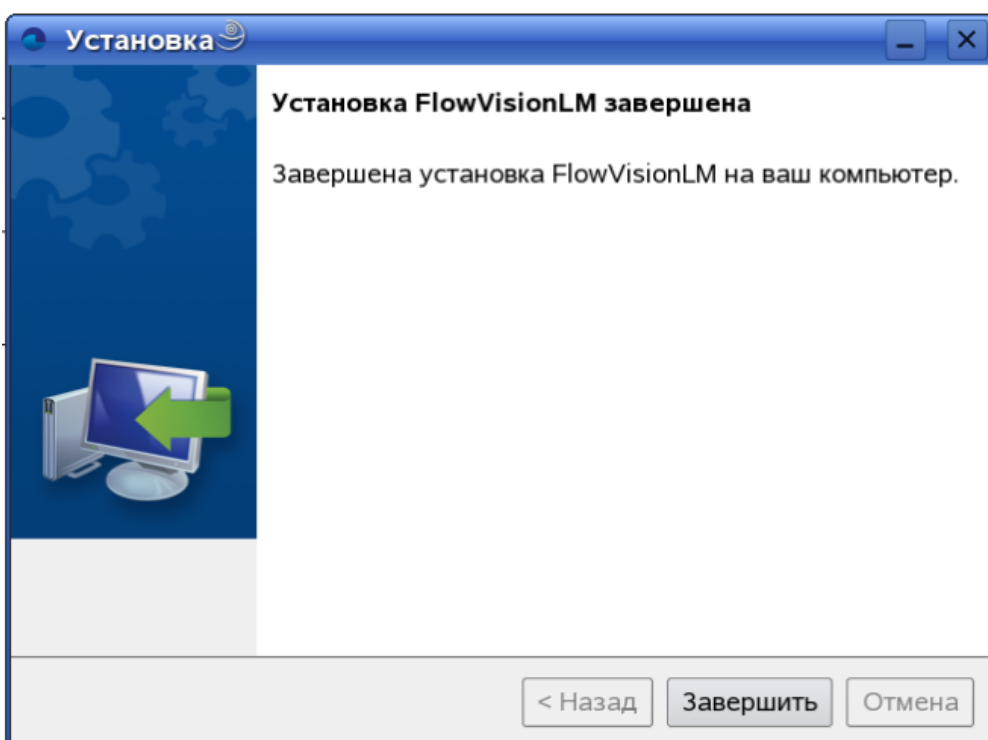 Установка
Установка FlowVisionLM завершена
Завершена установка FlowVisionLM на ваш компьютер.
< Назад
Завершить
Отмена